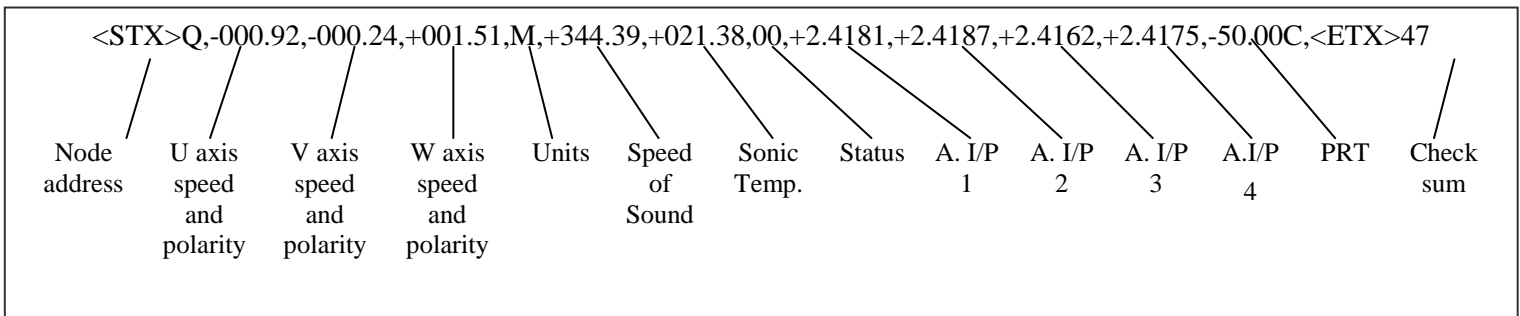 <STX>Q,-000.92,-000.24,+001.51,M,+344.39,+021.38,00,+2.4181,+2.4187,+2.4162,+2.4175,-50.00C,<ETX>47
Node address
U axis speed and polarity
V axis speed and polarity
W axis speed and polarity
Units
Speed of Sound
Sonic Temp.
Status
A. I/P 1
A. I/P 2
A. I/P 3
A.I/P 4
PRT
Check sum